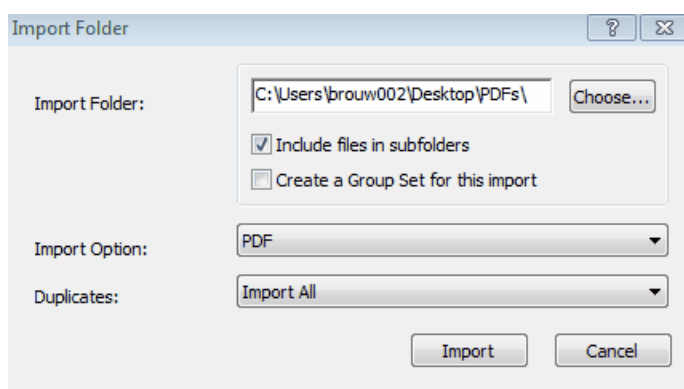 Import Folder
Import Folder:
C:\Users\brouw002\Desktop\PDFs\
Choose...
Include files in subfolders
Create a Group Set for this import
Import Option:
PDF
Duplicates:
Import All
Import
Cancel